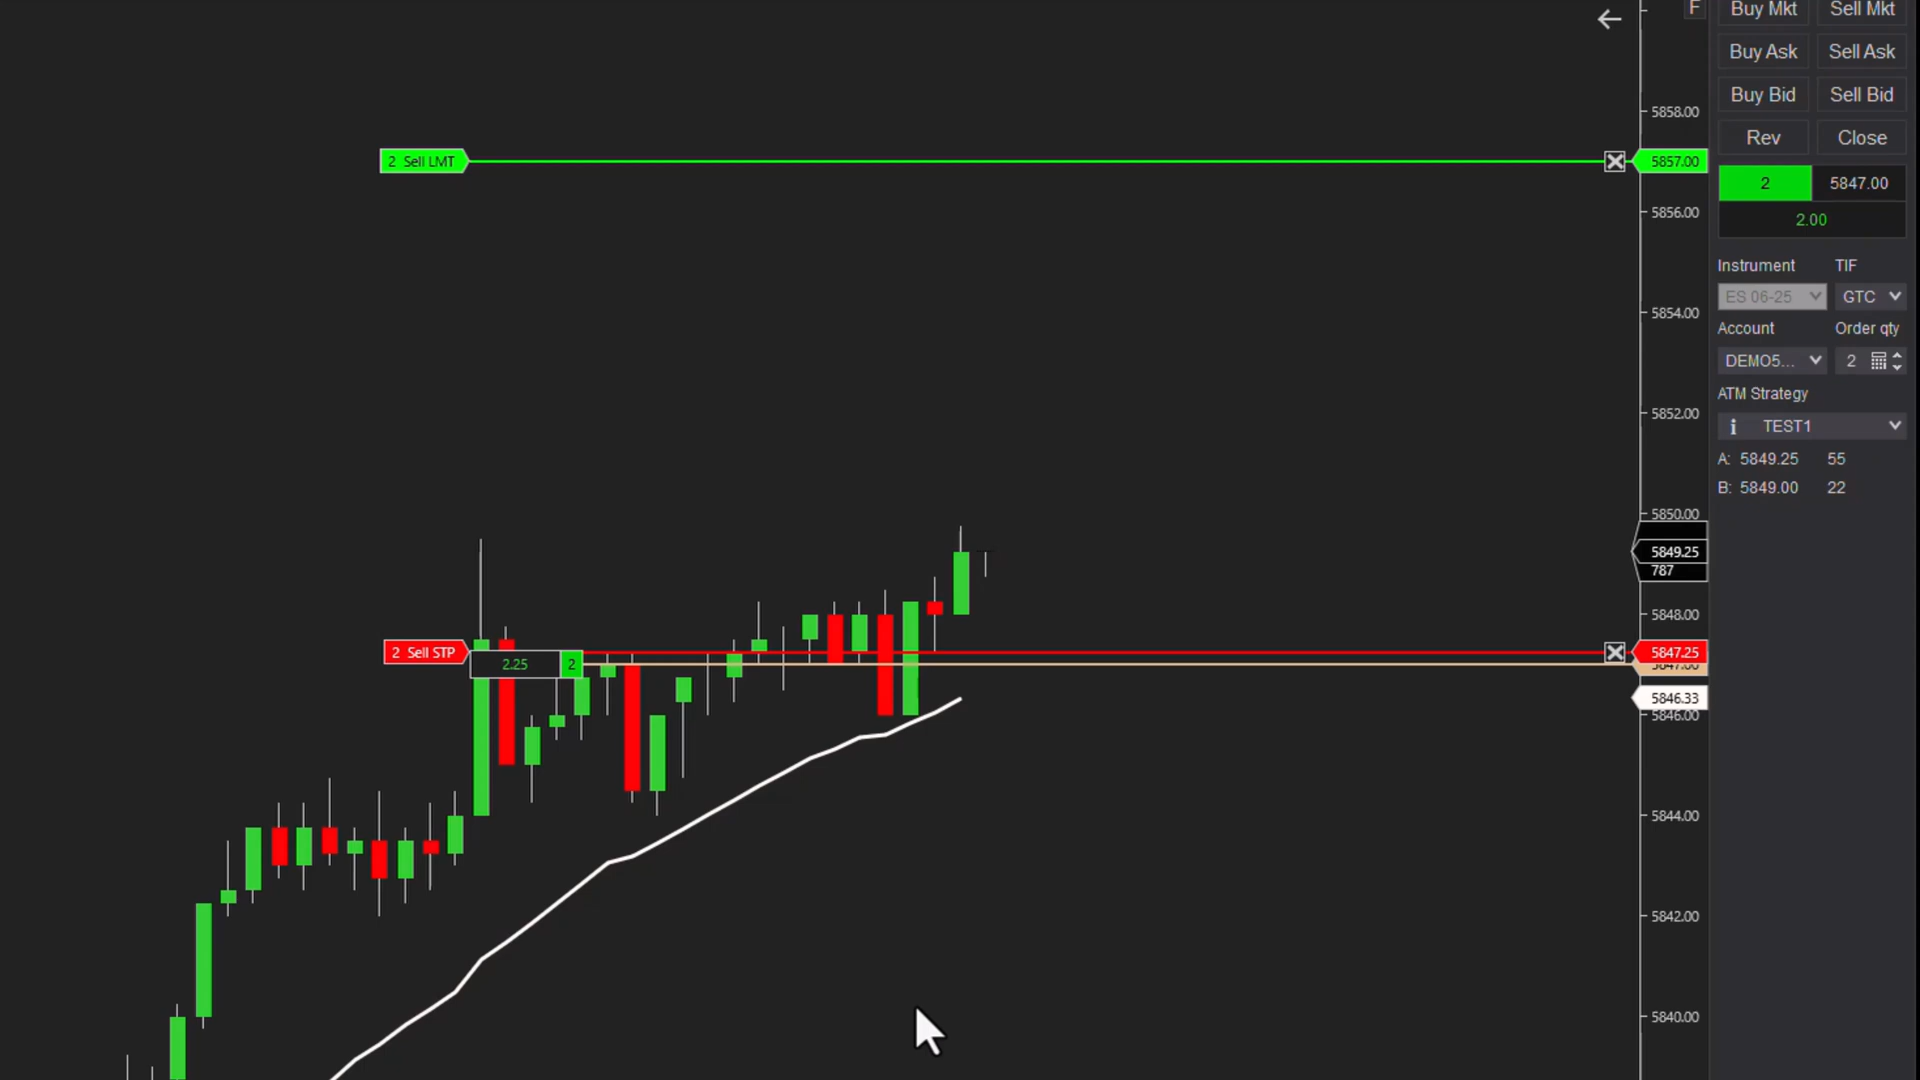 F
Buy Mkt Sell Mkt
Buy Ask Sell Ask
Buy Bid Sell Bid
Rev Close
2 5847.00
2.00
Instrument TIF
ES 06-25 GTC
Account Order qty
DEMO5... 2
ATM Strategy
i TEST1
A: 5849.25 55
B: 5849.00 22
5858.00
2 Sell LMT 5857.00
5856.00
5854.00
5852.00
5850.00
5849.25
787
5848.00
2 Sell STP 5847.25
2.25 2 5847.00
5846.33
5846.00
5844.00
5842.00
5840.00